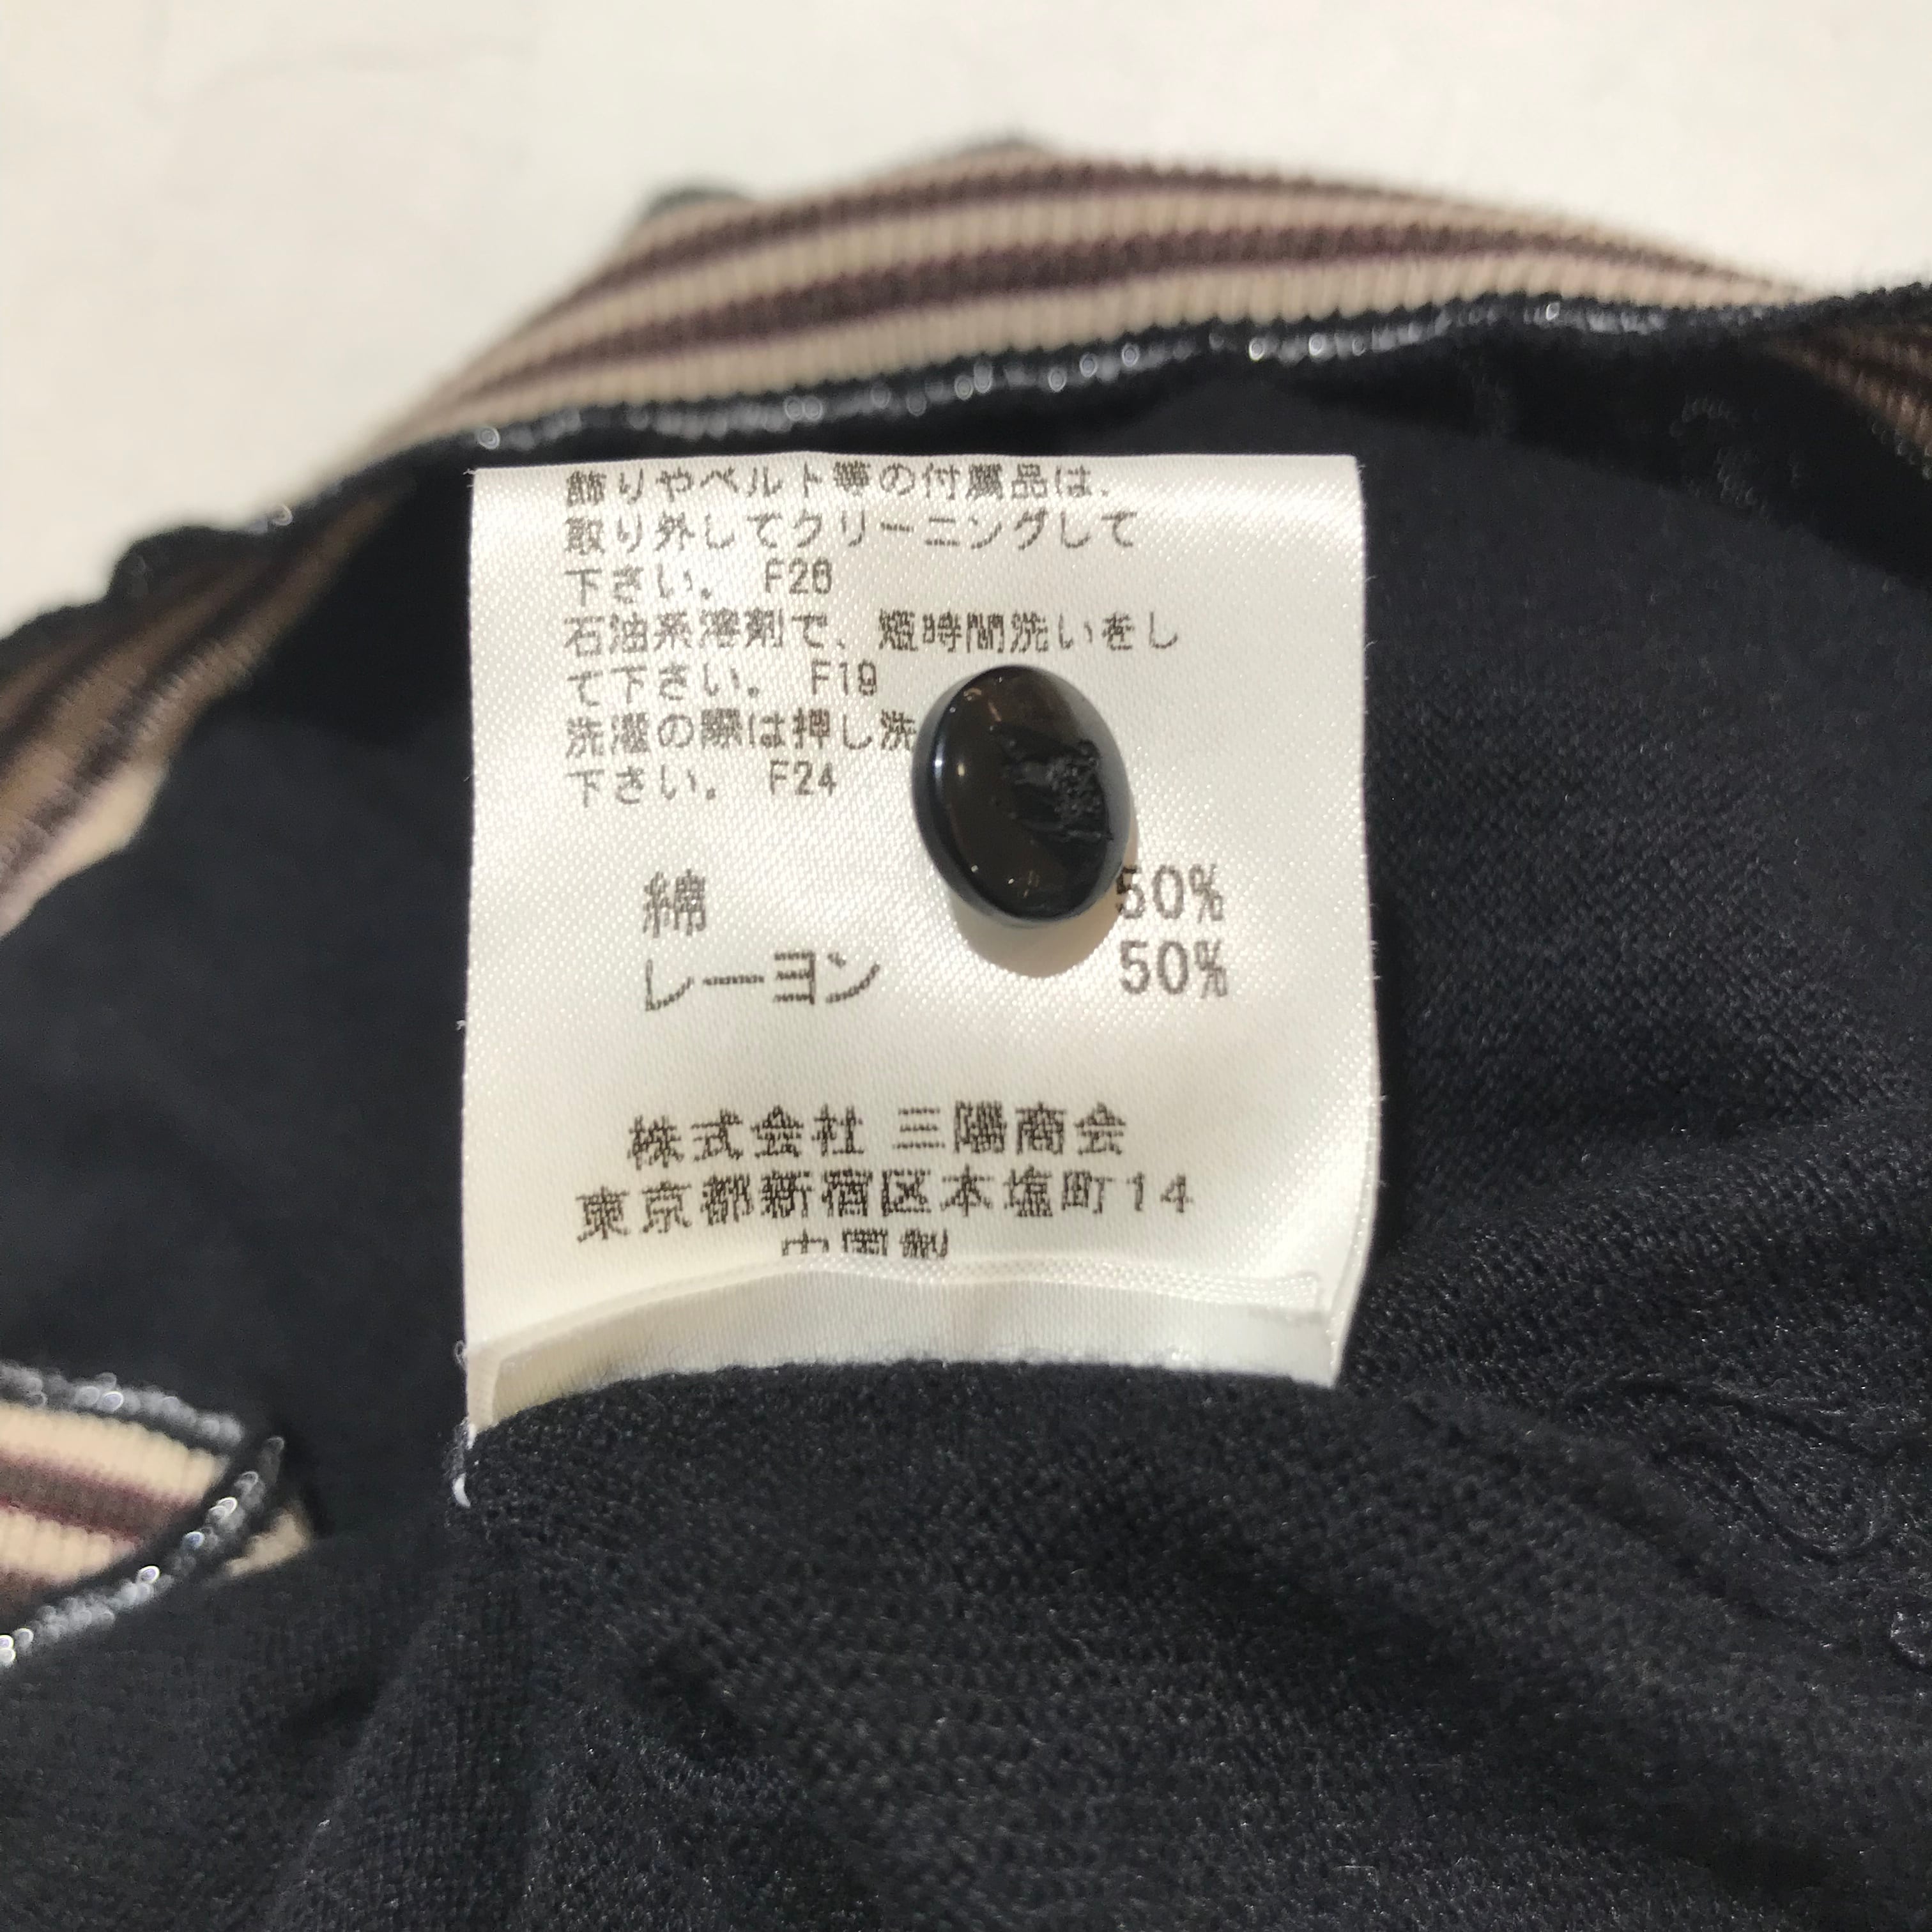 飾りやベルト等の付属品は、
取り外してクリーニングして
下さい。 F26
石油系溶剤で、短時間洗いをし
て下さい。 F19
洗濯の際は押し洗
下さい。 F24
綿 50%
レーヨン 50%
株式会社 三陽商会
東京都新宿区本塩町14
中国製